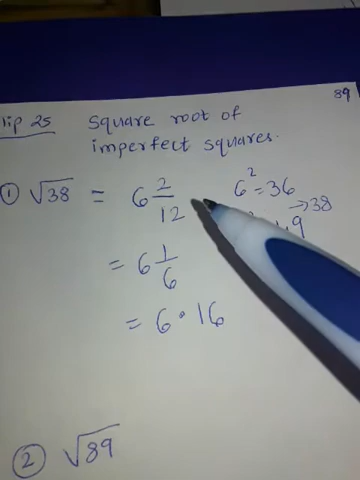 89
Tip 25 Square root of
imperfect squares.
① √38 = 6 2/12 6² = 36
→38
= 6 1/6
= 6.16
② √89